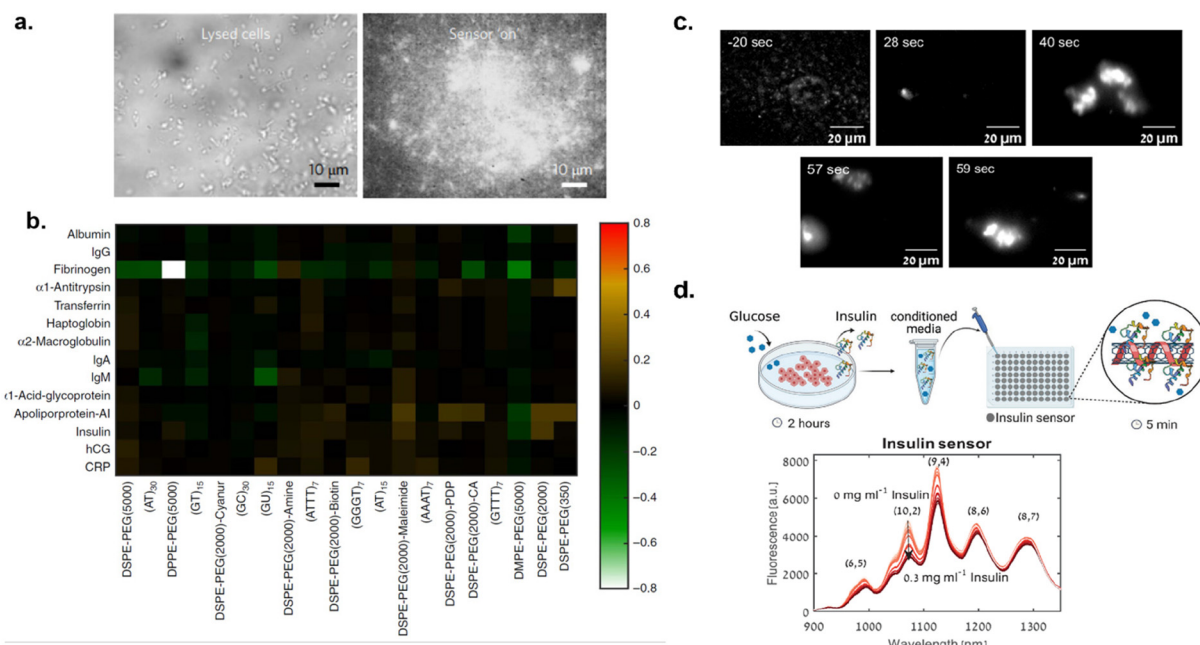 a.
Lysed cells
10 µm
Sensor 'on'
10 µm
b.
Albumin
IgG
Fibrinogen
α1-Antitrypsin
Transferrin
Haptoglobin
α2-Macroglobulin
IgA
IgM
α1-Acid-glycoprotein
Apoliporprotein-AI
Insulin
hCG
CRP
DSPE-PEG(5000)
(AT)30
DPPE-PEG(5000)
(GT)15
DSPE-PEG(2000)-Cyanur
(GC)30
(GU)15
DSPE-PEG(2000)-Amine
(ATTT)7
DSPE-PEG(2000)-Biotin
(GGGT)7
(AT)15
DSPE-PEG(2000)-Maleimide
(AAAT)7
DSPE-PEG(2000)-PDP
DSPE-PEG(2000)-CA
(GTTT)7
DMPE-PEG(5000)
DSPE-PEG(2000)
DSPE-PEG(350)
0.8
0.6
0.4
0.2
0
−0.2
−0.4
−0.6
−0.8
c.
-20 sec
20 µm
28 sec
20 µm
40 sec
20 µm
57 sec
20 µm
59 sec
20 µm
d.
Glucose
Insulin
conditioned
media
2 hours
Insulin sensor
5 min
Insulin sensor
Fluorescence [a.u.]
8000
6000
4000
2000
0
0 mg ml⁻¹ Insulin
0.3 mg ml⁻¹ Insulin
(6,5)
(10,2)
(9,4)
(8,6)
(8,7)
900
1000
1100
1200
1300
Wavelength [nm]